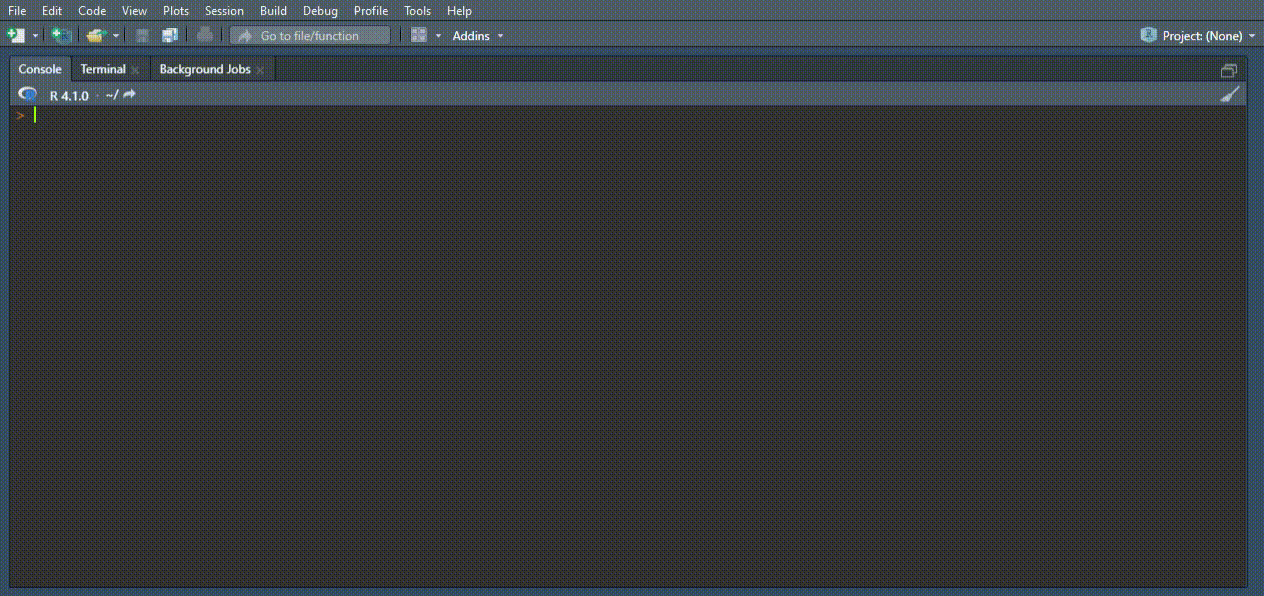 File Edit Code View Plots Session Build Debug Profile Tools Help
Go to file/function Addins Project: (None)
Console Terminal Background Jobs
R 4.1.0 · ~/
>